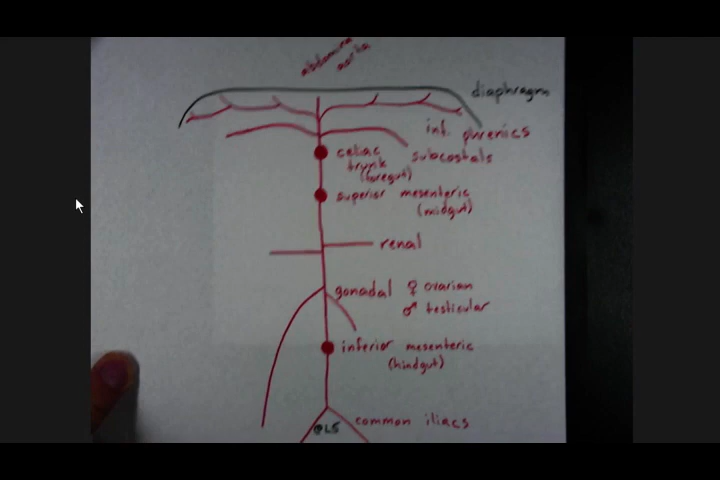 abdominal
aorta
diaphragm
inf. phrenics
subcostals
celiac
trunk
(foregut)
superior mesenteric
(midgut)
renal
gonadal ♀ ovarian
♂ testicular
inferior mesenteric
(hindgut)
common iliacs
@L5